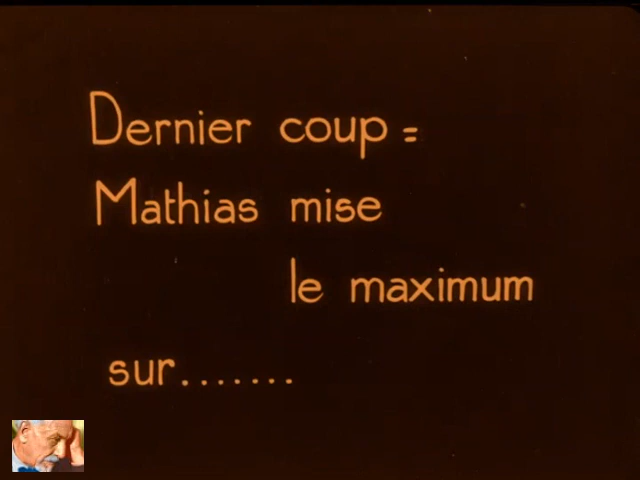 Dernier coup =
Mathias mise
le maximum
sur.......